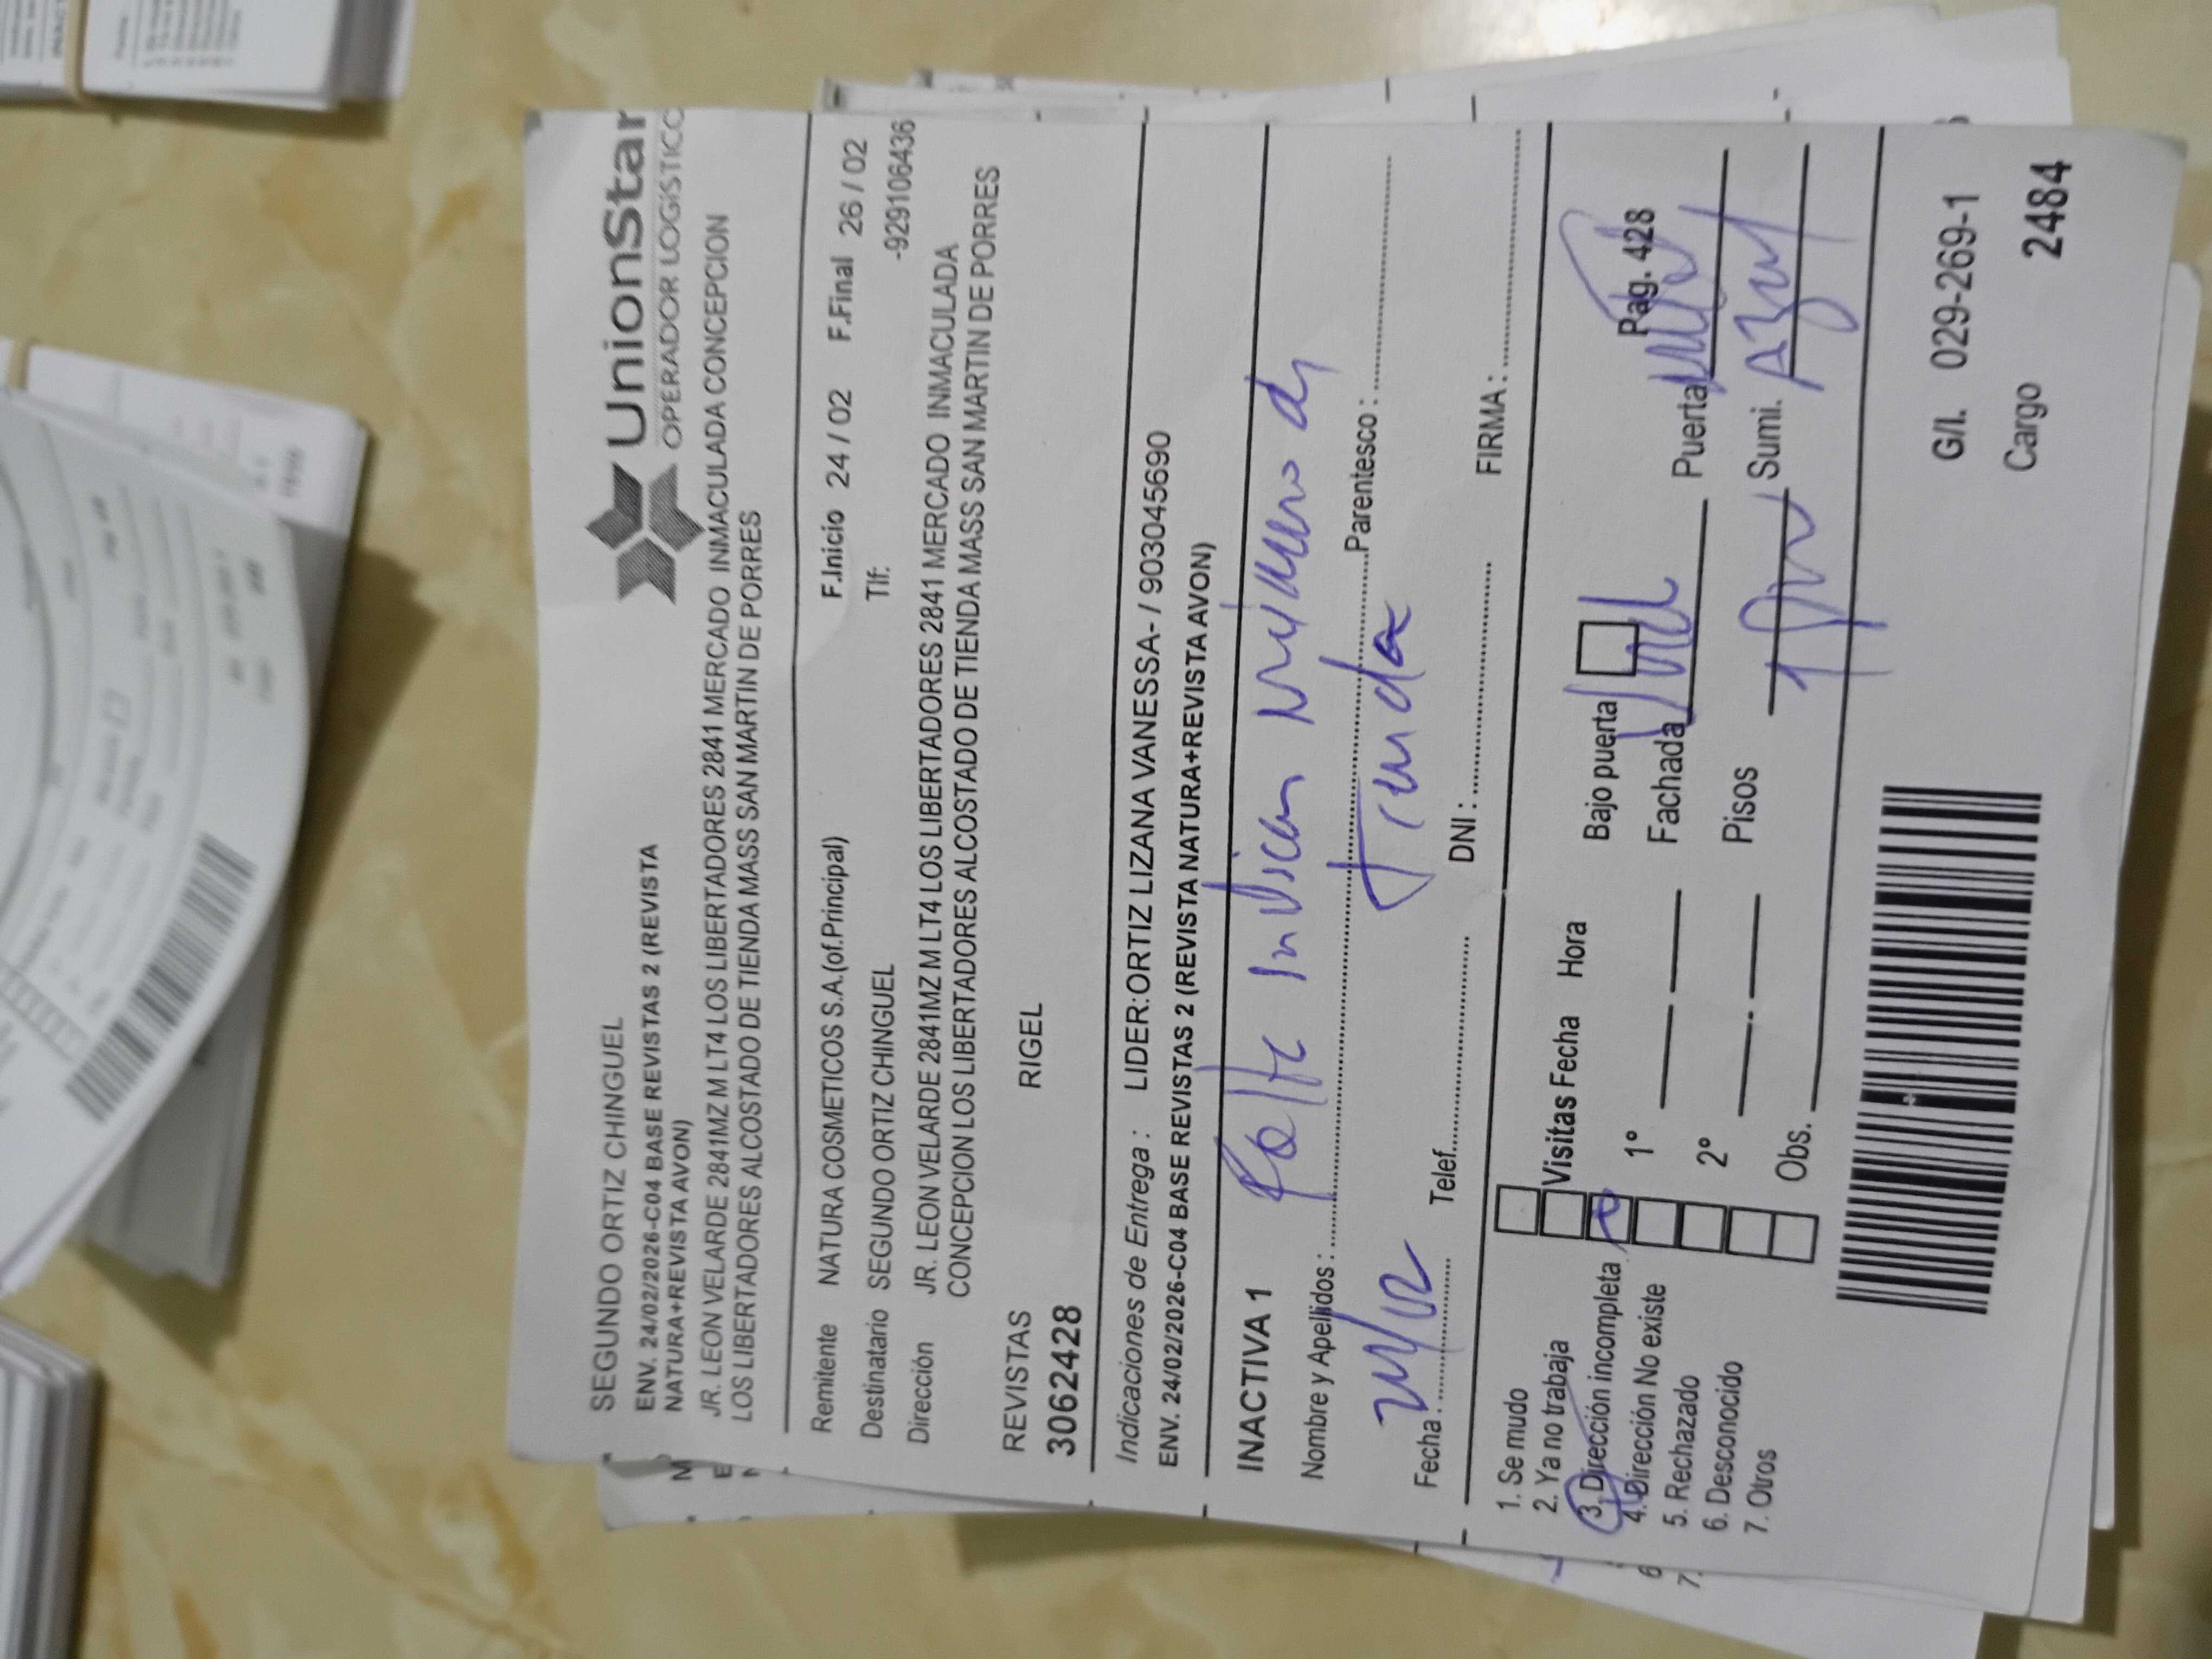 SEGUNDO ORTIZ CHINGUEL
UnionStar
OPERADOR LOGÍSTICO
ENV. 24/02/2026-C04 BASE REVISTAS 2 (REVISTA
NATURA+REVISTA AVON)
JR. LEON VELARDE 2841MZ M LT4 LOS LIBERTADORES 2841 MERCADO INMACULADA CONCEPCION
LOS LIBERTADORES ALCOSTADO DE TIENDA MASS SAN MARTIN DE PORRES
Remitente NATURA COSMETICOS S.A.(of.Principal) F.Inicio 24 / 02 F.Final 26 / 02
Destinatario SEGUNDO ORTIZ CHINGUEL Tlf: -929106436
Dirección JR. LEON VELARDE 2841MZ M LT4 LOS LIBERTADORES 2841 MERCADO INMACULADA
CONCEPCION LOS LIBERTADORES ALCOSTADO DE TIENDA MASS SAN MARTIN DE PORRES
REVISTAS RIGEL
3062428
Indicaciones de Entrega : LIDER:ORTIZ LIZANA VANESSA- / 903045690
ENV. 24/02/2026-C04 BASE REVISTAS 2 (REVISTA NATURA+REVISTA AVON)
INACTIVA 1 Falta Indican Número d
Nombre y Apellidos : Tienda Parentesco :
Fecha : 24/02 Telef. DNI : FIRMA :
1. Se mudo
2. Ya no trabaja Visitas Fecha Hora Bajo puerta Pag. 428
3. Dirección incompleta 1° Fachada Puerta
4. Dirección No existe
5. Rechazado 2° Pisos 1 Sumi. Azul
6. Desconocido
7. Otros Obs.
G/I. 029-269-1
Cargo 2484